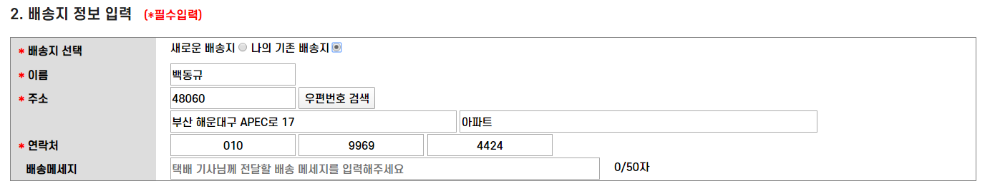 2. 배송지 정보 입력 (*필수입력)
* 배송지 선택 새로운 배송지 나의 기존 배송지
* 이름 백동규
* 주소 48060 우편번호 검색
부산 해운대구 APEC로 17 아파트
* 연락처 010 9969 4424
배송메세지 택배 기사님께 전달할 배송 메세지를 입력해주세요 0/50자